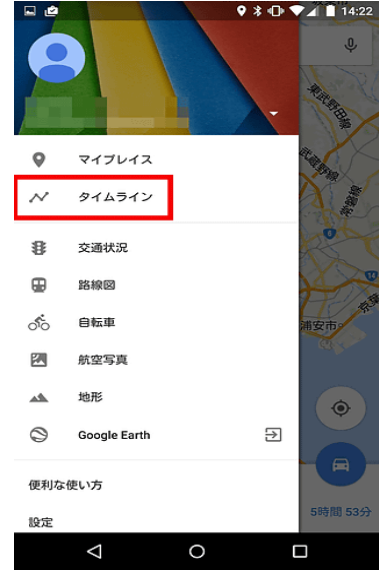 14:22
マイプレイス
タイムライン
交通状況
路線図
自転車
航空写真
地形
Google Earth
便利な使い方
設定
東武野田線
武蔵野線
常磐線
浦安市
5時間 53分